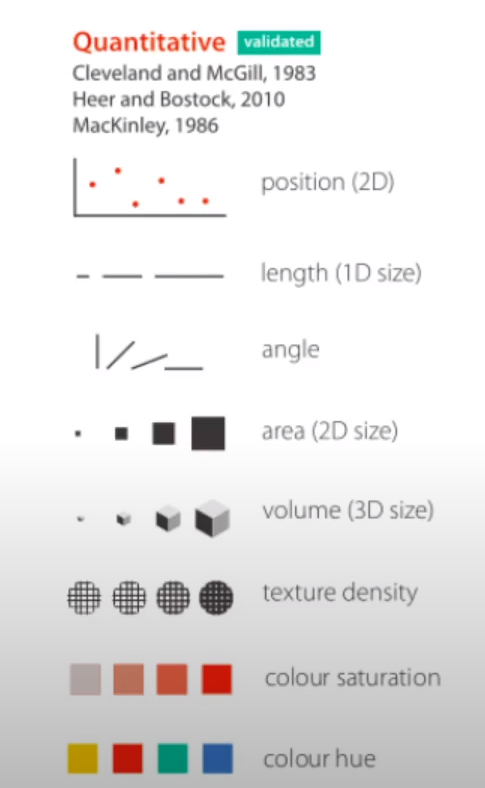 Quantitative validated
Cleveland and McGill, 1983
Heer and Bostock, 2010
MacKinley, 1986
position (2D)
length (1D size)
angle
area (2D size)
volume (3D size)
texture density
colour saturation
colour hue